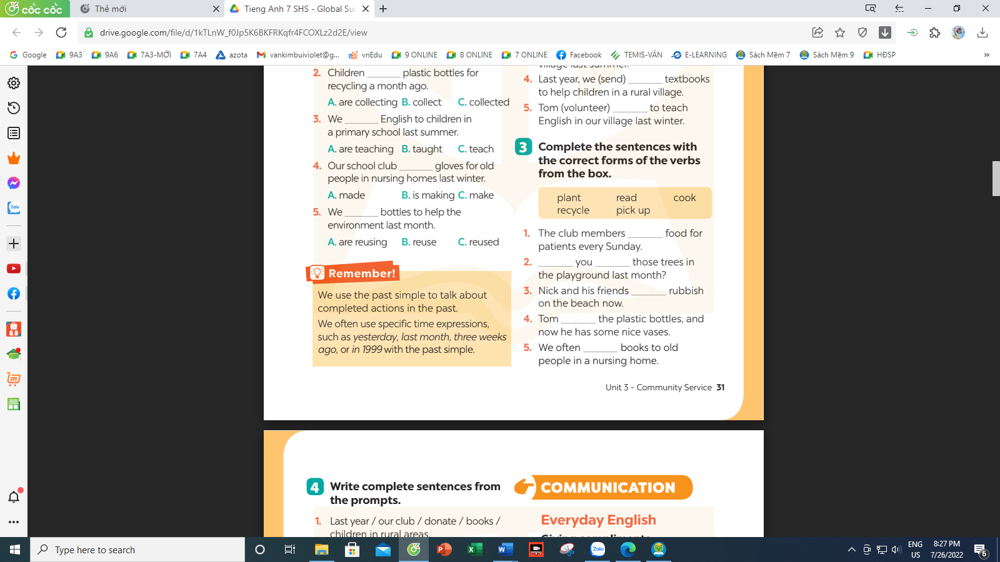 cốc cốc
Thẻ mới
Tieng Anh 7 SHS - Global Suc
drive.google.com/file/d/1kTLnW_f0Jp5K6BKFRKqfr4FCOXLz2d2E/view
Google
9A3
9A6
7A3-MỚI
7A4
azota
vankimbuiviolet@g...
vnEdu
9 ONLINE
8 ONLINE
7 ONLINE
Facebook
TEMIS-VÂN
E-LEARNING
Sách Mềm 7
Sách Mềm 9
HĐSP
»
2. Children ______ plastic bottles for
recycling a month ago.
A. are collecting B. collect C. collected
3. We ______ English to children in
a primary school last summer.
A. are teaching B. taught C. teach
4. Our school club ______ gloves for old
people in nursing homes last winter.
A. made B. is making C. make
5. We ______ bottles to help the
environment last month.
A. are reusing B. reuse C. reused
Remember!
We use the past simple to talk about
completed actions in the past.
We often use specific time expressions,
such as yesterday, last month, three weeks
ago, or in 1999 with the past simple.
village last summer.
4. Last year, we (send) ______ textbooks
to help children in a rural village.
5. Tom (volunteer) ______ to teach
English in our village last winter.
3 Complete the sentences with
the correct forms of the verbs
from the box.
plant read cook
recycle pick up
1. The club members ______ food for
patients every Sunday.
2. ______ you ______ those trees in
the playground last month?
3. Nick and his friends ______ rubbish
on the beach now.
4. Tom ______ the plastic bottles, and
now he has some nice vases.
5. We often ______ books to old
people in a nursing home.
Unit 3 - Community Service 31
4 Write complete sentences from
the prompts.
1. Last year / our club / donate / books /
children in rural areas.
COMMUNICATION
Everyday English
Giving compliments
Zalo
8.8
Type here to search
Zalo
ENG
US
8:27 PM
7/26/2022
6